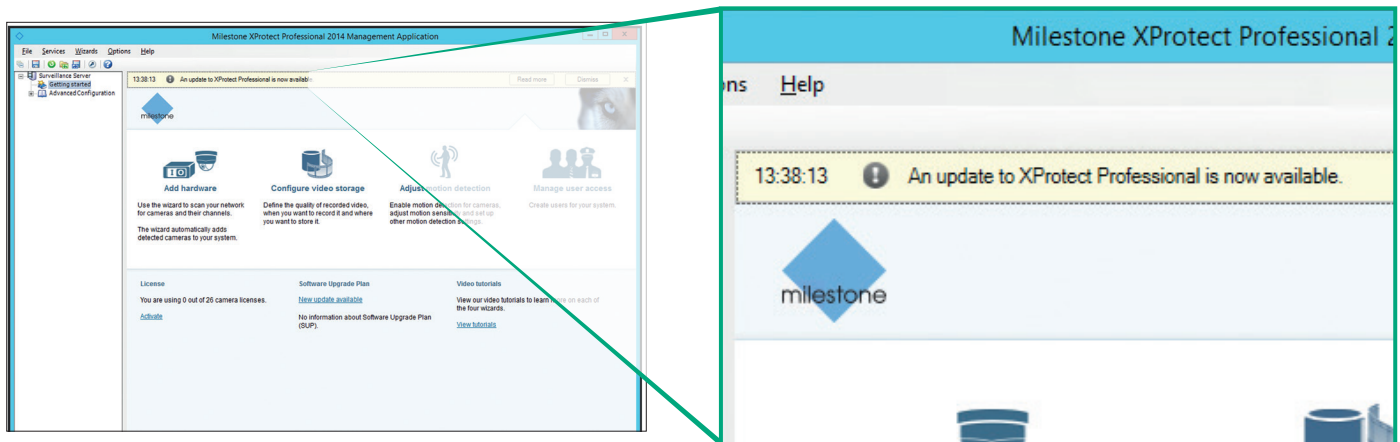 Milestone XProtect Professional 2014 Management Application
File Services Wizards Options Help
Surveillance Server
Getting started
Advanced Configuration
13:38:13 An update to XProtect Professional is now available
Read more Dismiss X
milestone
Add hardware
Use the wizard to scan your network
for cameras and their channels.
The wizard automatically adds
detected cameras to your system.
Configure video storage
Define the quality of recorded video,
when you want to record it and where
you want to store it.
Adjust motion detection
Enable motion detection for cameras,
adjust motion sensitivity and set up
other motion detection settings.
Manage user access
Create users for your system.
License
You are using 0 out of 26 camera licenses.
Activate
Software Upgrade Plan
New update available
No information about Software Upgrade Plan
(SUP).
Video tutorials
View our video tutorials to learn more on each of
the four wizards.
View tutorials
Milestone XProtect Professional 2
ons Help
13:38:13 An update to XProtect Professional is now available.
milestone